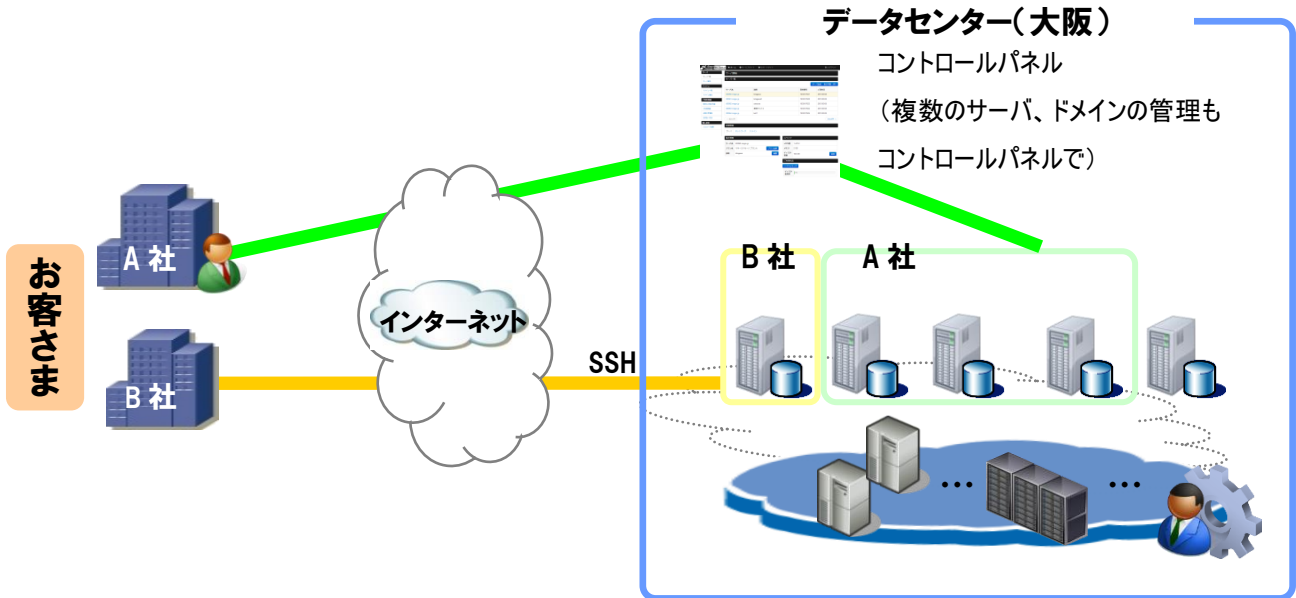 データセンター(大阪)
コントロールパネル
(複数のサーバ、ドメインの管理も
コントロールパネルで)
お客さま
A 社
B 社
インターネット
SSH
B 社
A 社
…
…